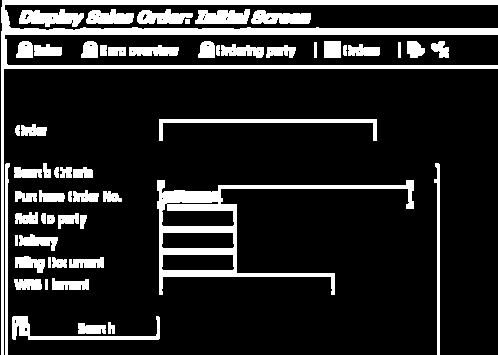 Display Sales Order: Initial Screen
Sales Item overview Ordering party Orders
Order
Search Criteria
Purchase Order No.
Sold to party
Delivery
Billing Document
WBS Element
Search